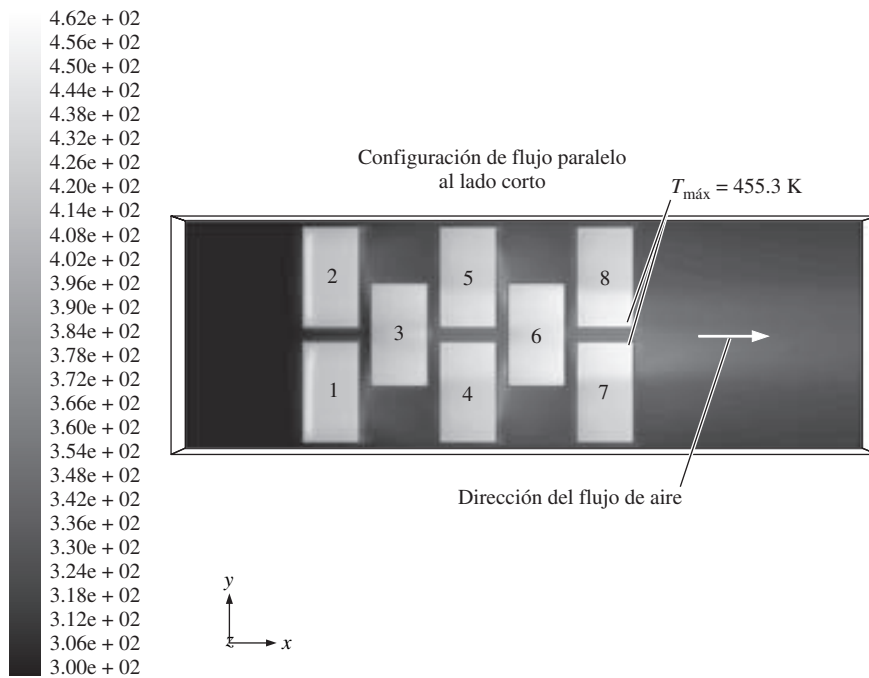 4.62e + 02
4.56e + 02
4.50e + 02
4.44e + 02
4.38e + 02
4.32e + 02
4.26e + 02
4.20e + 02
4.14e + 02
4.08e + 02
4.02e + 02
3.96e + 02
3.90e + 02
3.84e + 02
3.78e + 02
3.72e + 02
3.66e + 02
3.60e + 02
3.54e + 02
3.48e + 02
3.42e + 02
3.36e + 02
3.30e + 02
3.24e + 02
3.18e + 02
3.12e + 02
3.06e + 02
3.00e + 02
Configuración de flujo paralelo
al lado corto
Tmáx = 455.3 K
2
5
8
3
6
1
4
7
Dirección del flujo de aire
y
z
x